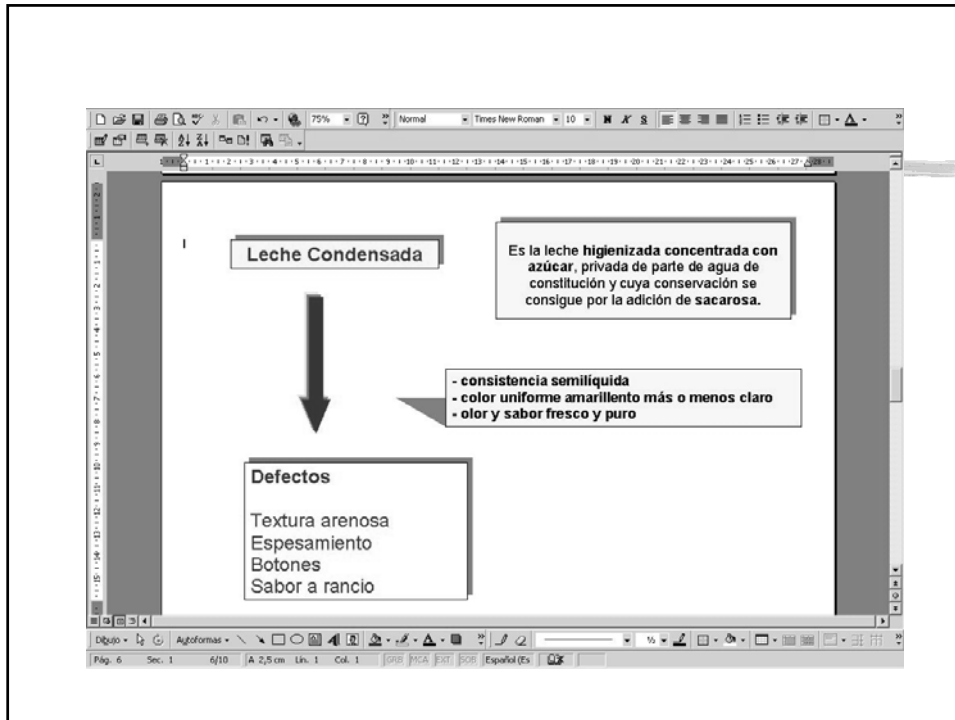 75% Normal Times New Roman 10 N K S
Leche Condensada
Es la leche higienizada concentrada con
azúcar, privada de parte de agua de
constitución y cuya conservación se
consigue por la adición de sacarosa.
- consistencia semilíquida
- color uniforme amarillento más o menos claro
- olor y sabor fresco y puro
Defectos
Textura arenosa
Espesamiento
Botones
Sabor a rancio
Dibujo Autoformas
Pág. 6 Sec. 1 6/10 A 2,5 cm Lín. 1 Col. 1 GRB MCA EXT SOB Español (Es